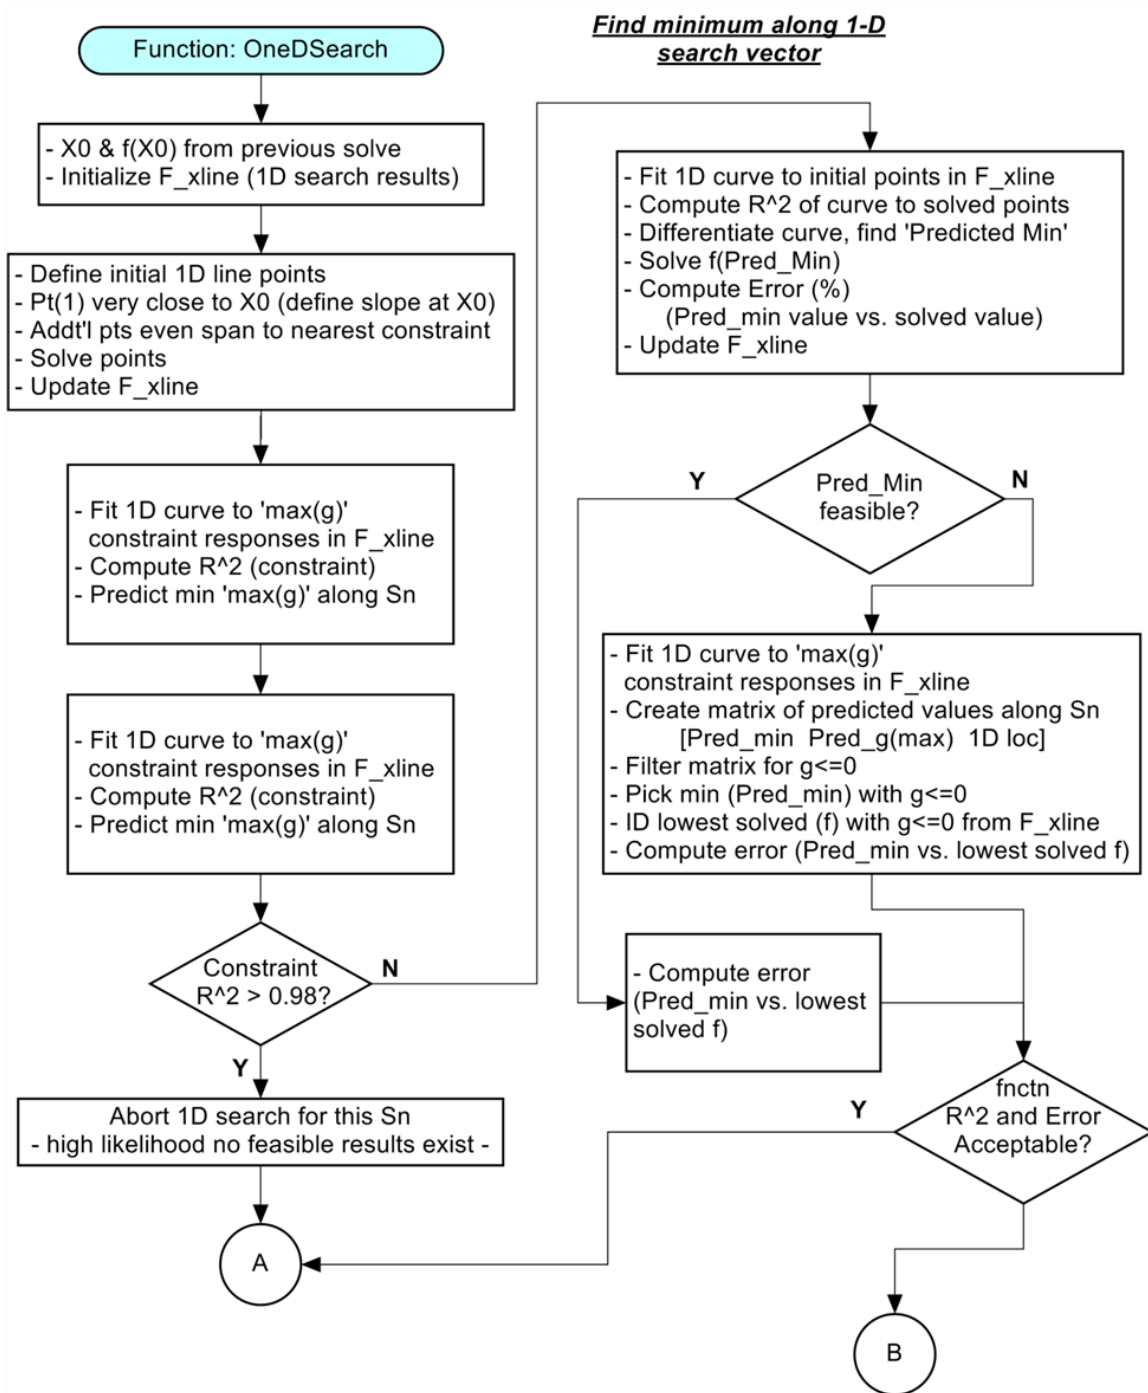 Function: OneDSearch
Find minimum along 1-D
search vector
- X0 & f(X0) from previous solve
- Initialize F_xline (1D search results)
- Define initial 1D line points
- Pt(1) very close to X0 (define slope at X0)
- Addt'l pts even span to nearest constraint
- Solve points
- Update F_xline
- Fit 1D curve to 'max(g)'
constraint responses in F_xline
- Compute R^2 (constraint)
- Predict min 'max(g)' along Sn
- Fit 1D curve to 'max(g)'
constraint responses in F_xline
- Compute R^2 (constraint)
- Predict min 'max(g)' along Sn
Constraint
R^2 > 0.98?
N
Y
Abort 1D search for this Sn
- high likelihood no feasible results exist -
A
- Fit 1D curve to initial points in F_xline
- Compute R^2 of curve to solved points
- Differentiate curve, find 'Predicted Min'
- Solve f(Pred_Min)
- Compute Error (%)
(Pred_min value vs. solved value)
- Update F_xline
Pred_Min
feasible?
Y
N
- Fit 1D curve to 'max(g)'
constraint responses in F_xline
- Create matrix of predicted values along Sn
[Pred_min Pred_g(max) 1D loc]
- Filter matrix for g<=0
- Pick min (Pred_min) with g<=0
- ID lowest solved (f) with g<=0 from F_xline
- Compute error (Pred_min vs. lowest solved f)
- Compute error
(Pred_min vs. lowest
solved f)
fnctn
R^2 and Error
Acceptable?
Y
B